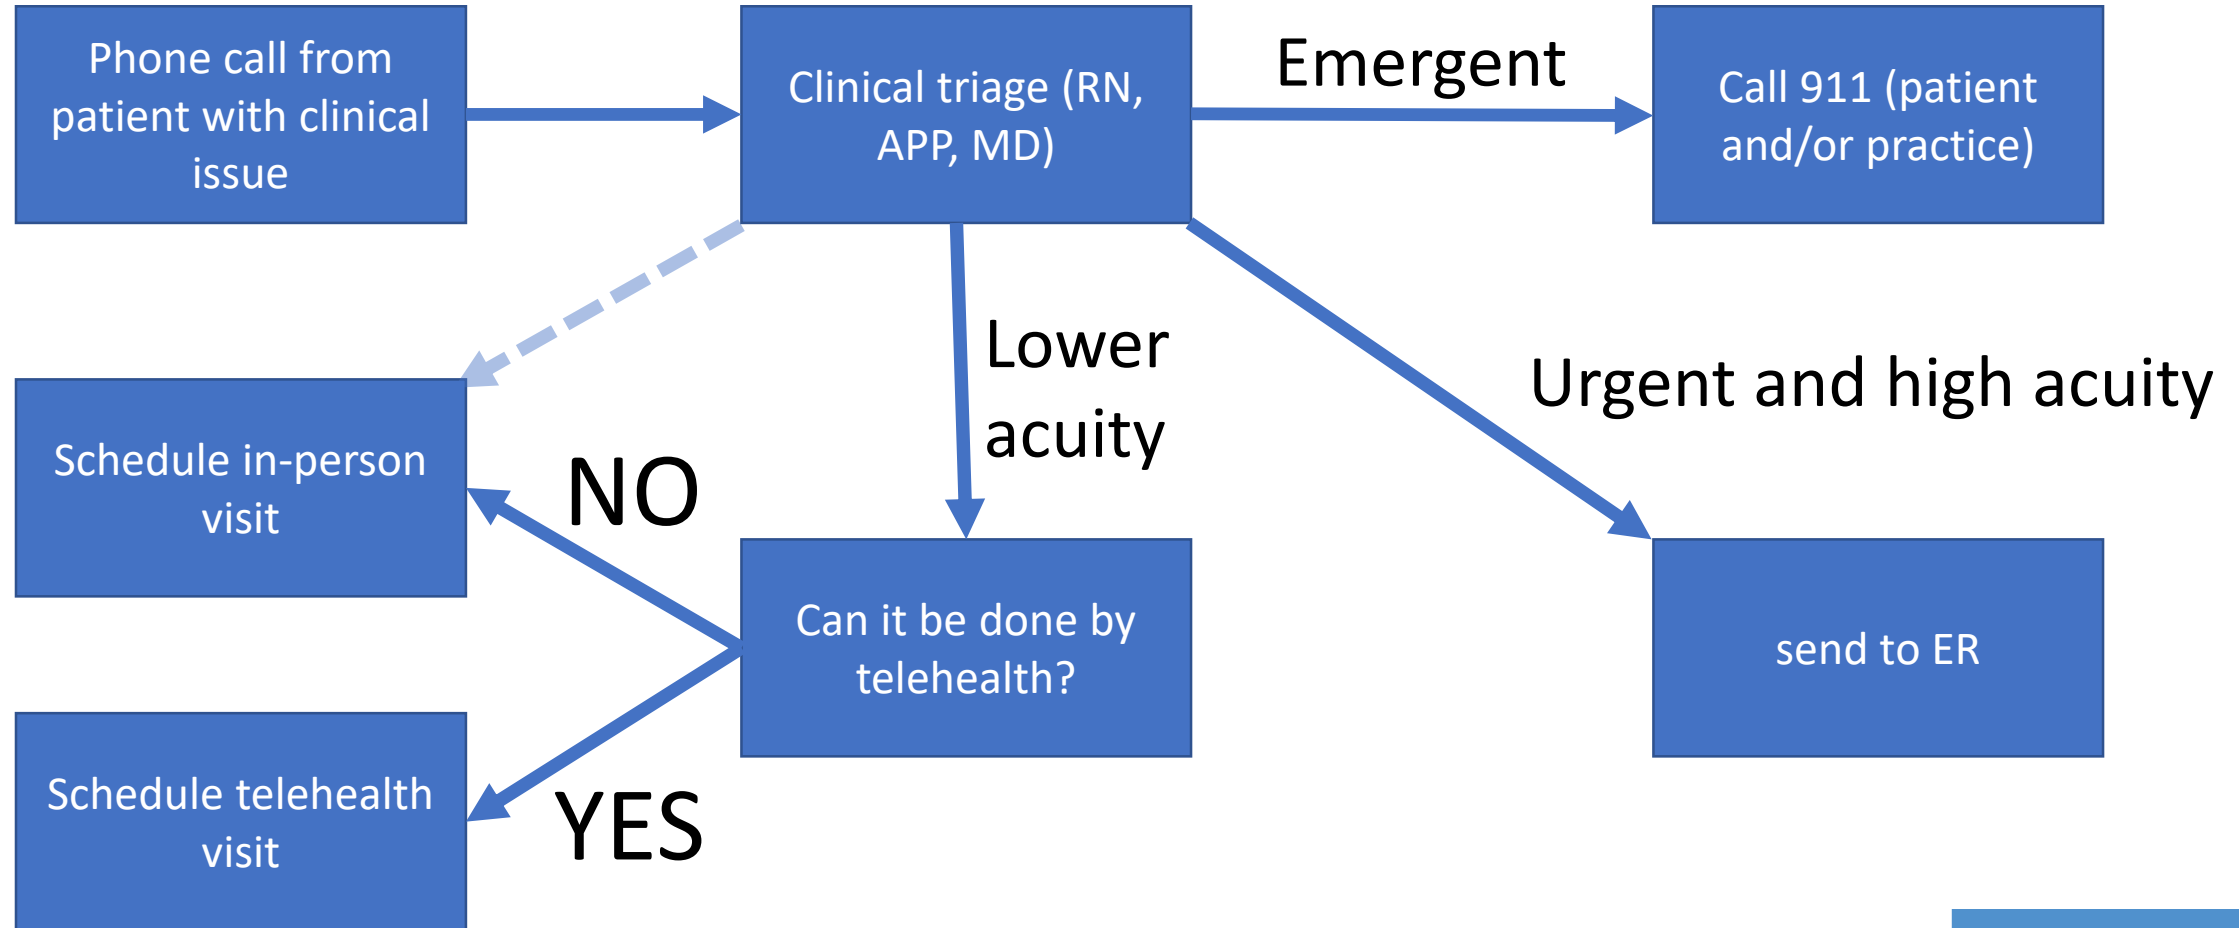 Phone call from
patient with clinical
issue
Clinical triage (RN,
APP, MD)
Emergent
Call 911 (patient
and/or practice)
Lower
acuity
Urgent and high acuity
Schedule in-person
visit
NO
Can it be done by
telehealth?
send to ER
Schedule telehealth
visit
YES